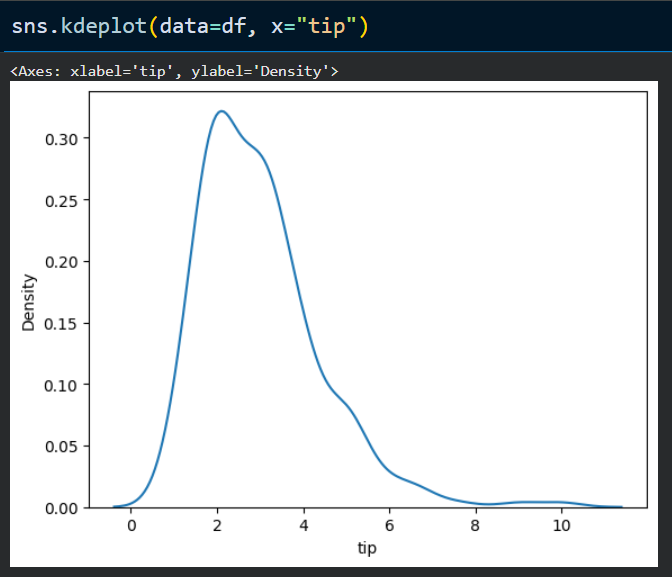 sns.kdeplot(data=df, x="tip")
<Axes: xlabel='tip', ylabel='Density'>
0.30
0.25
0.20
0.15
0.10
0.05
0.00
Density
0 2 4 6 8 10
tip